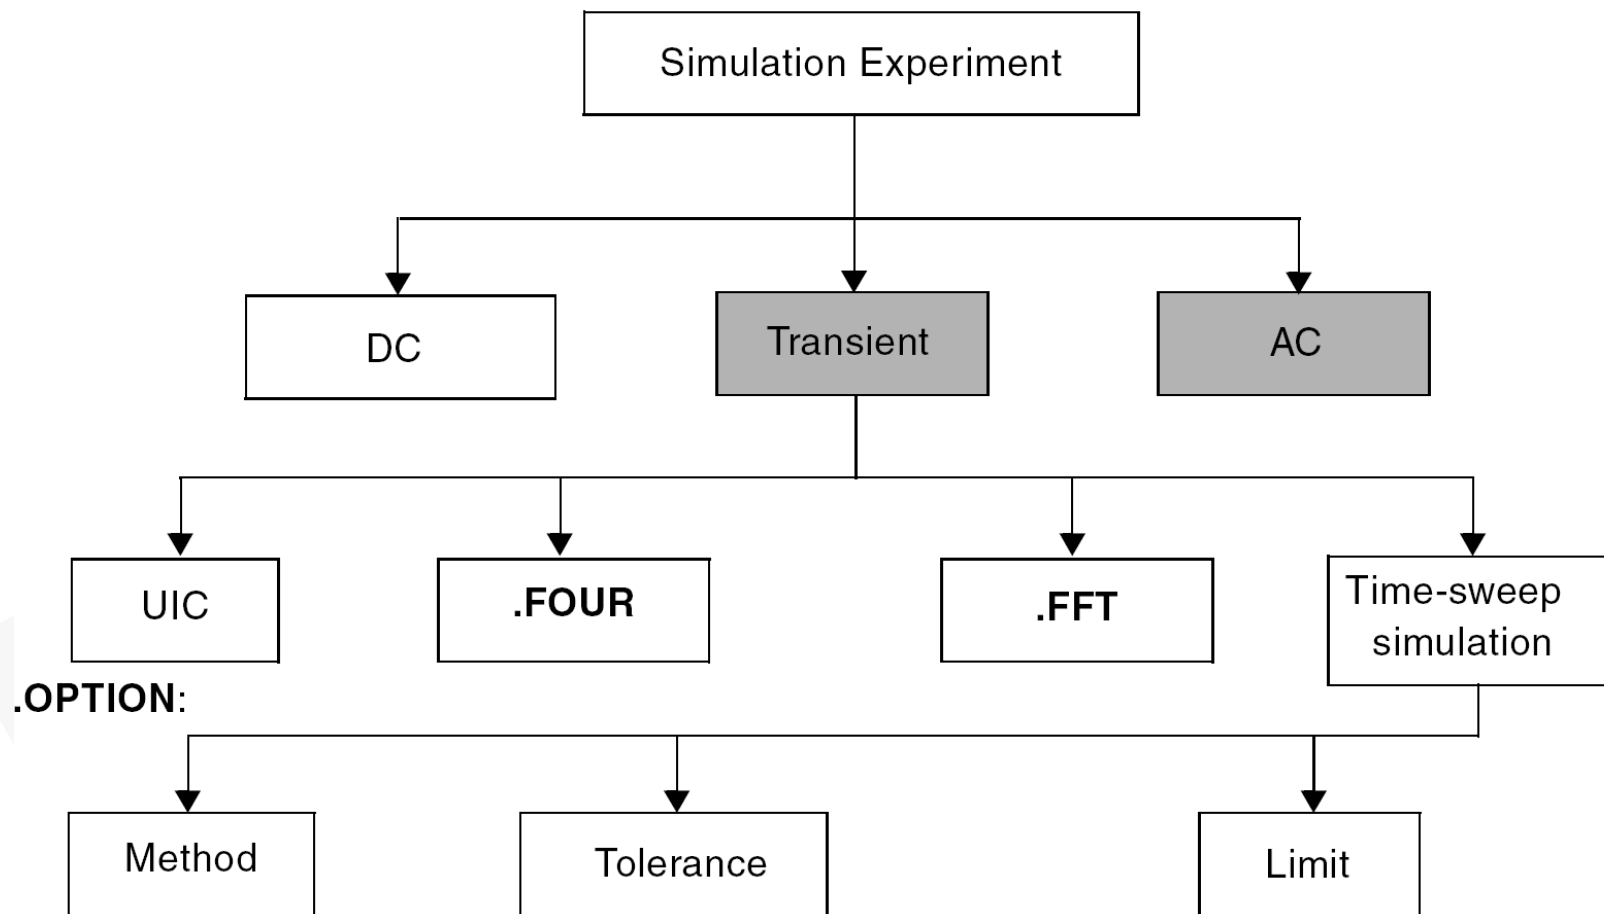 Simulation Experiment
DC
Transient
AC
UIC
.FOUR
.FFT
Time-sweep
simulation
.OPTION:
Method
Tolerance
Limit